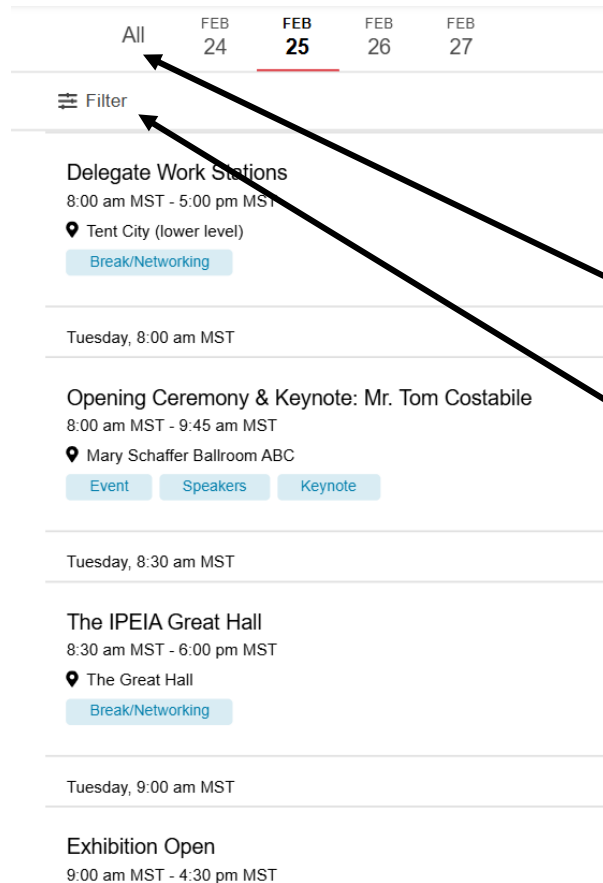 All
FEB
24
FEB
25
FEB
26
FEB
27
Filter
Delegate Work Stations
8:00 am MST - 5:00 pm MST
Tent City (lower level)
Break/Networking
Tuesday, 8:00 am MST
Opening Ceremony & Keynote: Mr. Tom Costabile
8:00 am MST - 9:45 am MST
Mary Schaffer Ballroom ABC
Event Speakers Keynote
Tuesday, 8:30 am MST
The IPEIA Great Hall
8:30 am MST - 6:00 pm MST
The Great Hall
Break/Networking
Tuesday, 9:00 am MST
Exhibition Open
9:00 am MST - 4:30 pm MST